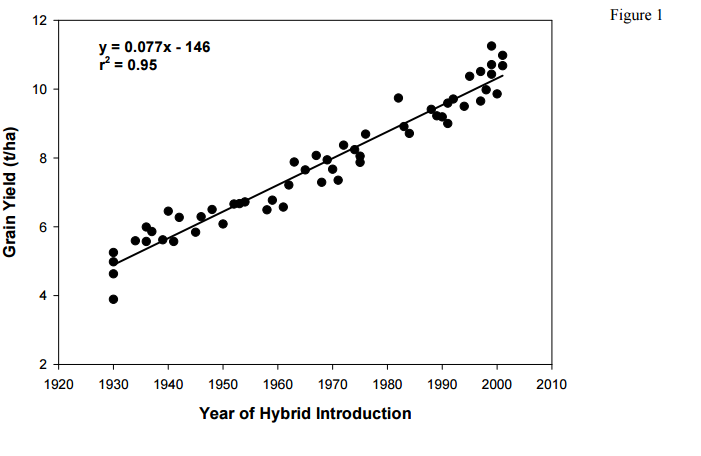 Figure 1
12
y = 0.077x - 146
r² = 0.95
10
8
6
4
2
Grain Yield (t/ha)
1920 1930 1940 1950 1960 1970 1980 1990 2000 2010
Year of Hybrid Introduction